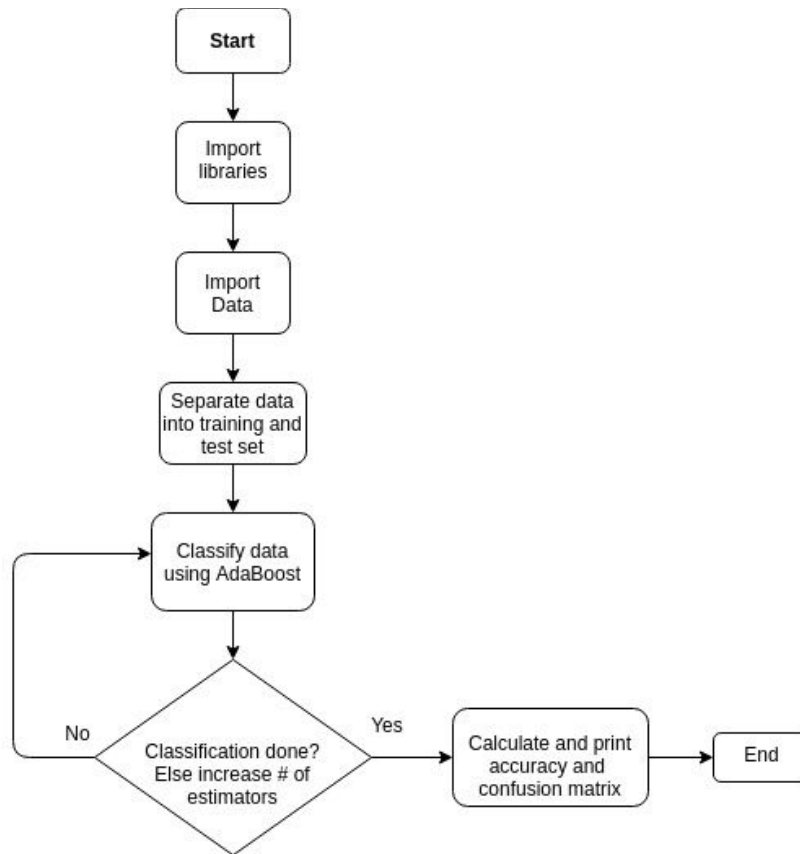 Start
Import
libraries
Import
Data
Separate data
into training and
test set
Classify data
using AdaBoost
No
Classification done?
Else increase # of
estimators
Yes
Calculate and print
accuracy and
confusion matrix
End